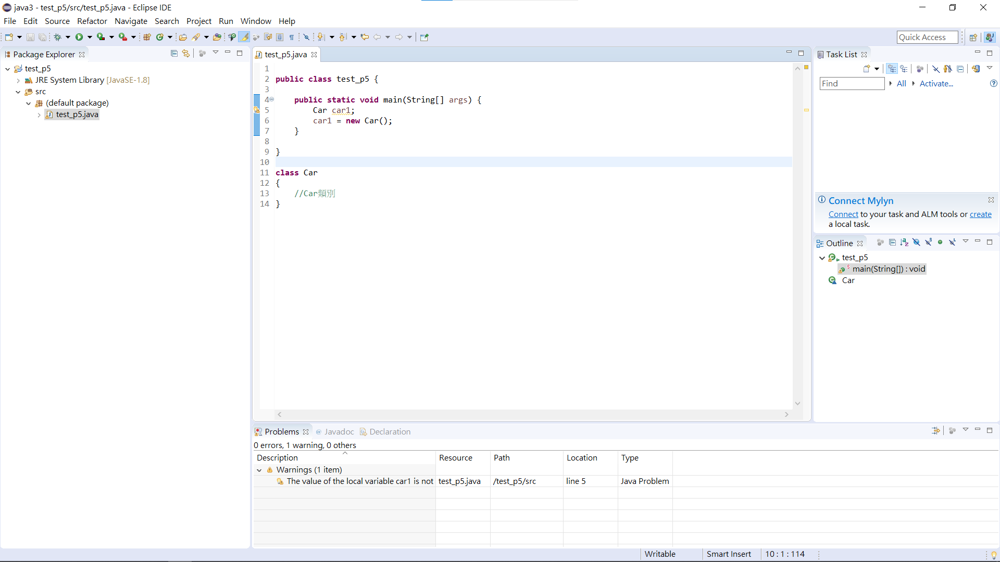 java3 - test_p5/src/test_p5.java - Eclipse IDE
File Edit Source Refactor Navigate Search Project Run Window Help
Quick Access
Package Explorer
test_p5
JRE System Library [JavaSE-1.8]
src
(default package)
test_p5.java
test_p5.java
1
2 public class test_p5 {
3
4 public static void main(String[] args) {
5 Car car1;
6 car1 = new Car();
7 }
8
9 }
10
11 class Car
12 {
13 //Car類別
14 }
Task List
Find All Activate...
Connect Mylyn
Connect to your task and ALM tools or create
a local task.
Outline
test_p5
main(String[]) : void
Car
Problems Javadoc Declaration
0 errors, 1 warning, 0 others
Description Resource Path Location Type
Warnings (1 item)
The value of the local variable car1 is not test_p5.java /test_p5/src line 5 Java Problem
Writable Smart Insert 10 : 1 : 114